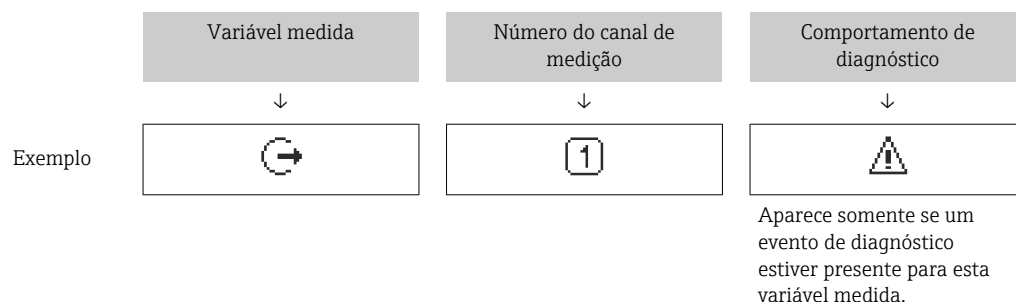 Variável medida
Número do canal de
medição
Comportamento de
diagnóstico
↓ ↓ ↓
Exemplo
1
Aparece somente se um
evento de diagnóstico
estiver presente para esta
variável medida.